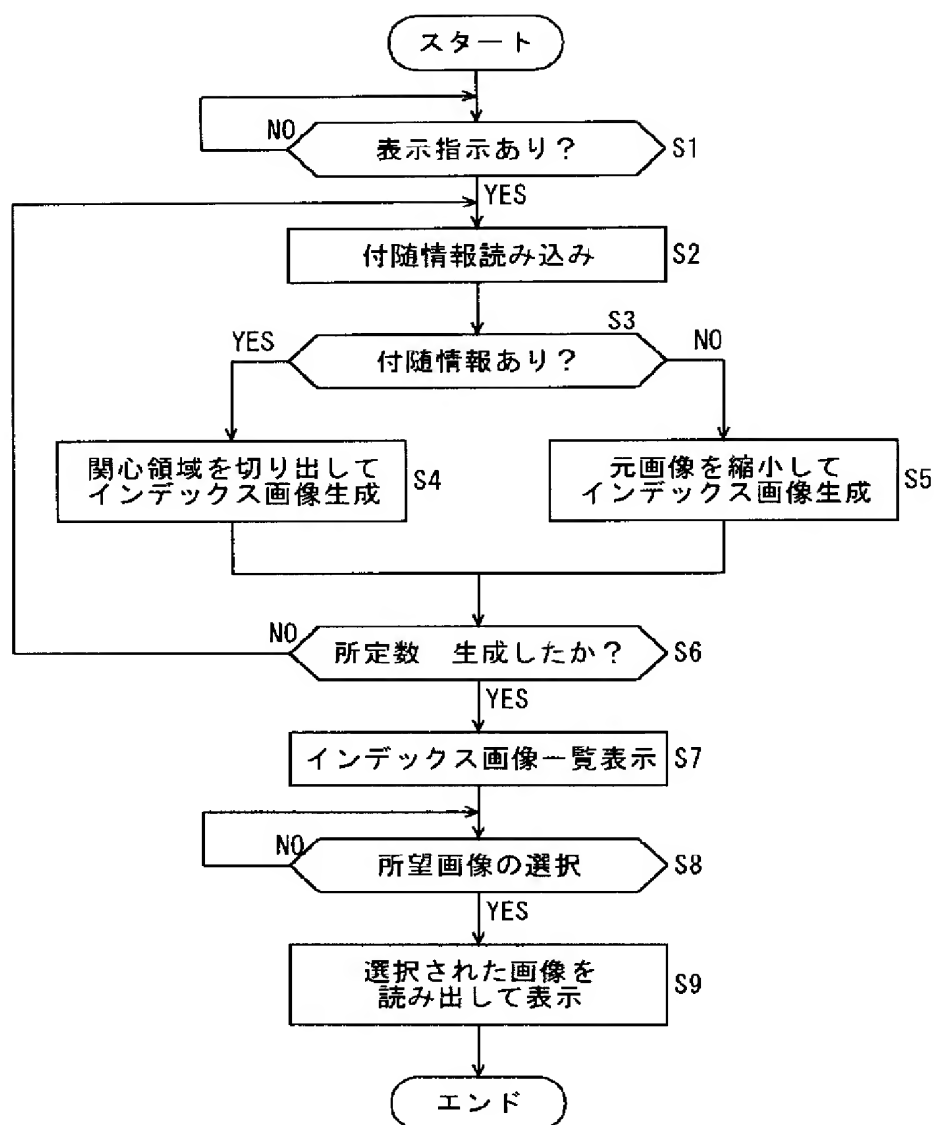 スタート
NO
表示指示あり?
S1
YES
付随情報読み込み
S2
S3
YES
付随情報あり?
NO
関心領域を切り出して
インデックス画像生成
S4
元画像を縮小して
インデックス画像生成
S5
NO
所定数 生成したか?
S6
YES
インデックス画像一覧表示
S7
NO
所望画像の選択
S8
YES
選択された画像を
読み出して表示
S9
エンド